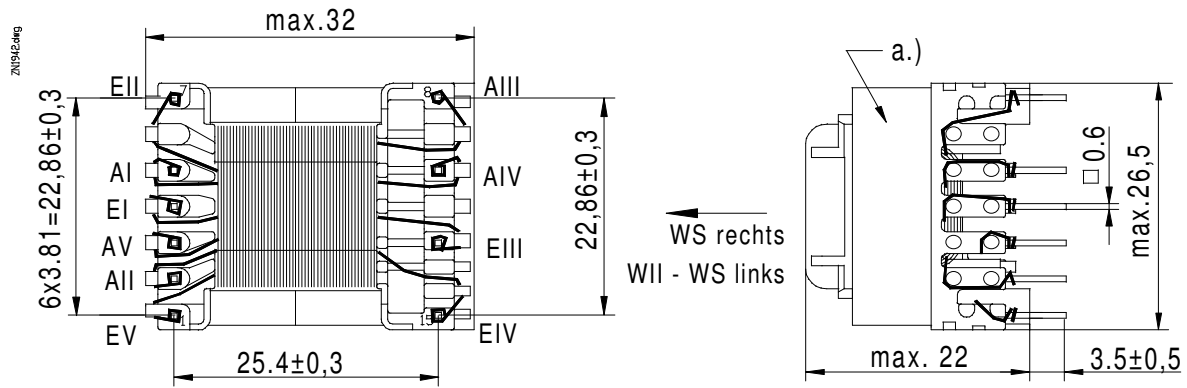 ZN1942.dwg
max.32
EII
7
8
AIII
6x3.81=22,86±0,3
AI
EI
AV
AII
EV
1
AIV
EIII
EIV
22,86±0,3
25.4±0,3
a.)
WS rechts
WII - WS links
□ 0.6
max.26,5
max. 22
3.5±0,5